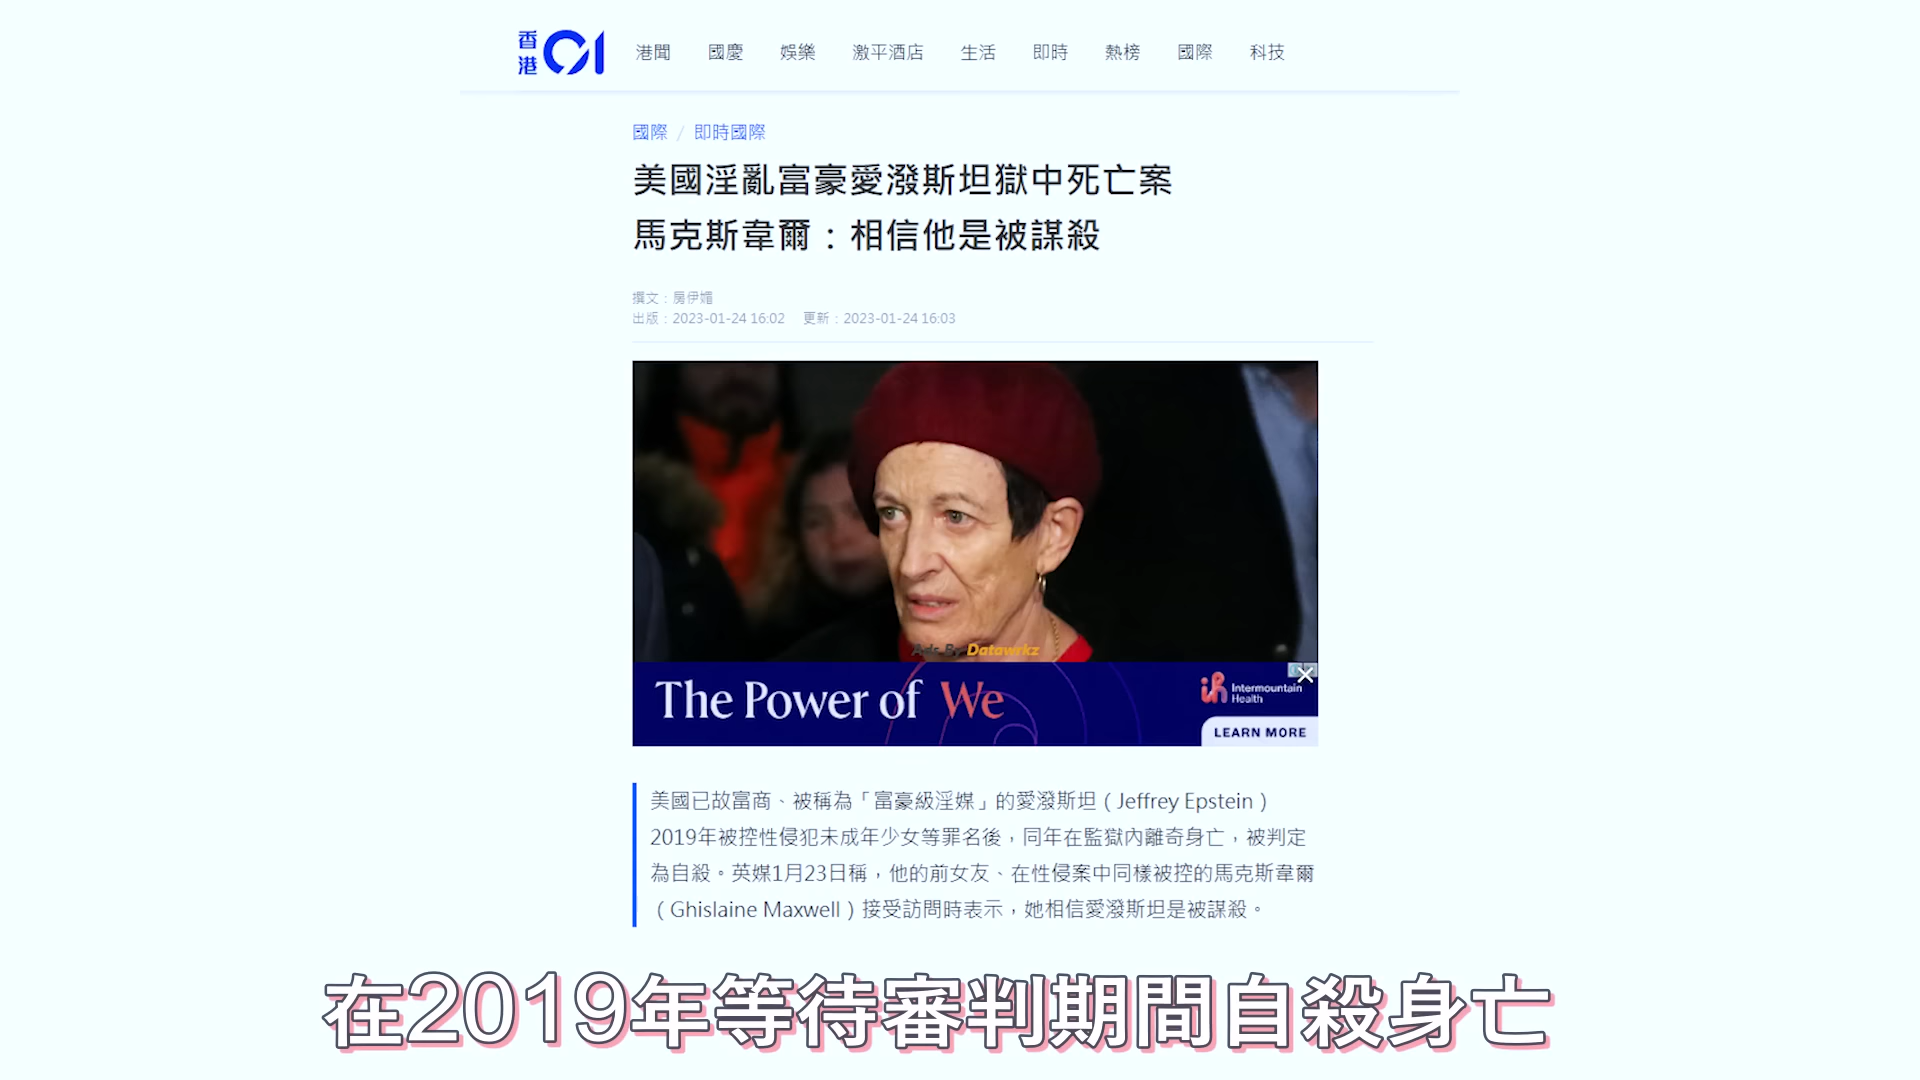 香港01
港聞 國慶 娛樂 激平酒店 生活 即時 熱榜 國際 科技
國際 / 即時國際
美國淫亂富豪愛潑斯坦獄中死亡案
馬克斯韋爾：相信他是被謀殺
撰文：房伊媚
出版：2023-01-24 16:02 更新：2023-01-24 16:03
Ads By Datawrkz
The Power of We
Intermountain
Health
LEARN MORE
美國已故富商、被稱為「富豪級淫媒」的愛潑斯坦（Jeffrey Epstein）
2019年被控性侵犯未成年少女等罪名後，同年在監獄內離奇身亡，被判定
為自殺。英媒1月23日稱，他的前女友、在性侵案中同樣被控的馬克斯韋爾
（Ghislaine Maxwell）接受訪問時表示，她相信愛潑斯坦是被謀殺。
在2019年等待審判期間自殺身亡